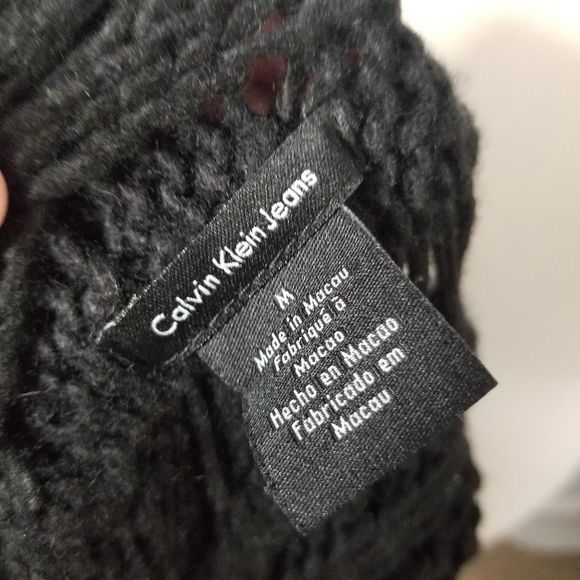 Calvin Klein Jeans
M
Made in Macau
Fabriqué à
Macao
Hecho en Macao
Fabricado em
Macau